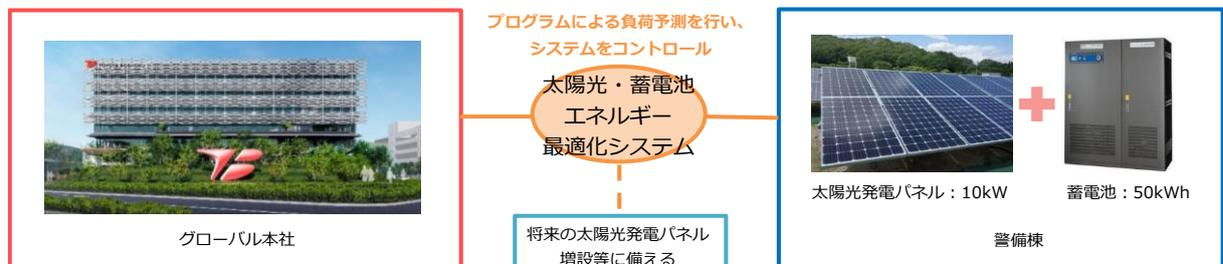 プログラムによる負荷予測を行い、
システムをコントロール
太陽光・蓄電池
エネルギー
最適化システム
グローバル本社
将来の太陽光発電パネル
増設等に備える
太陽光発電パネル：10kW
蓄電池：50kWh
警備棟